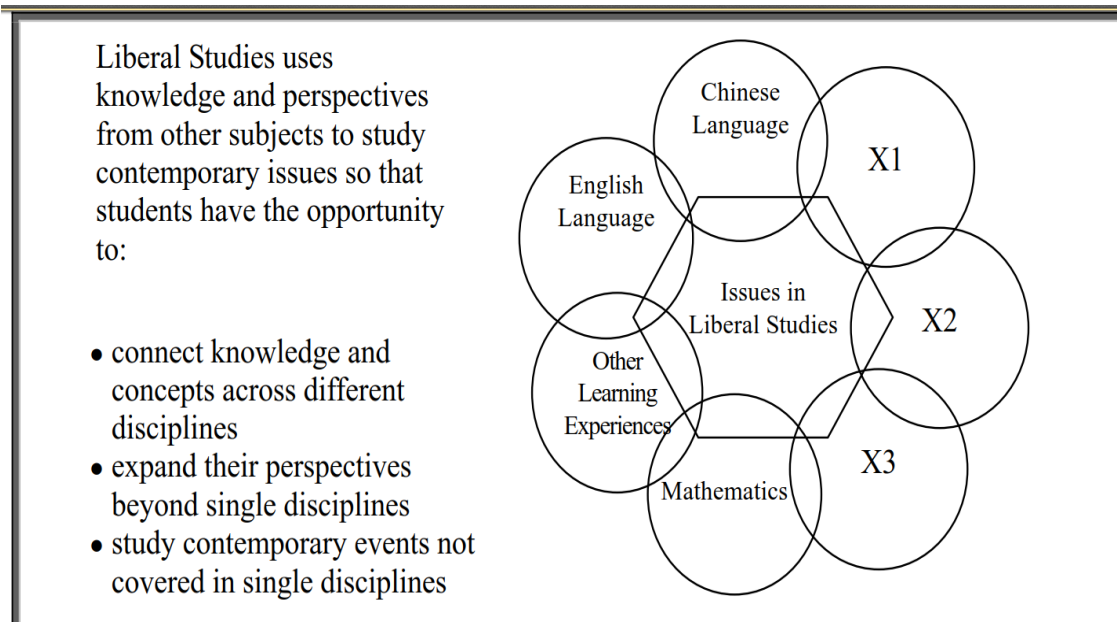 Liberal Studies uses
knowledge and perspectives
from other subjects to study
contemporary issues so that
students have the opportunity
to:
● connect knowledge and
concepts across different
disciplines
● expand their perspectives
beyond single disciplines
● study contemporary events not
covered in single disciplines
Chinese
Language
X1
English
Language
Issues in
Liberal Studies
X2
Other
Learning
Experiences
X3
Mathematics